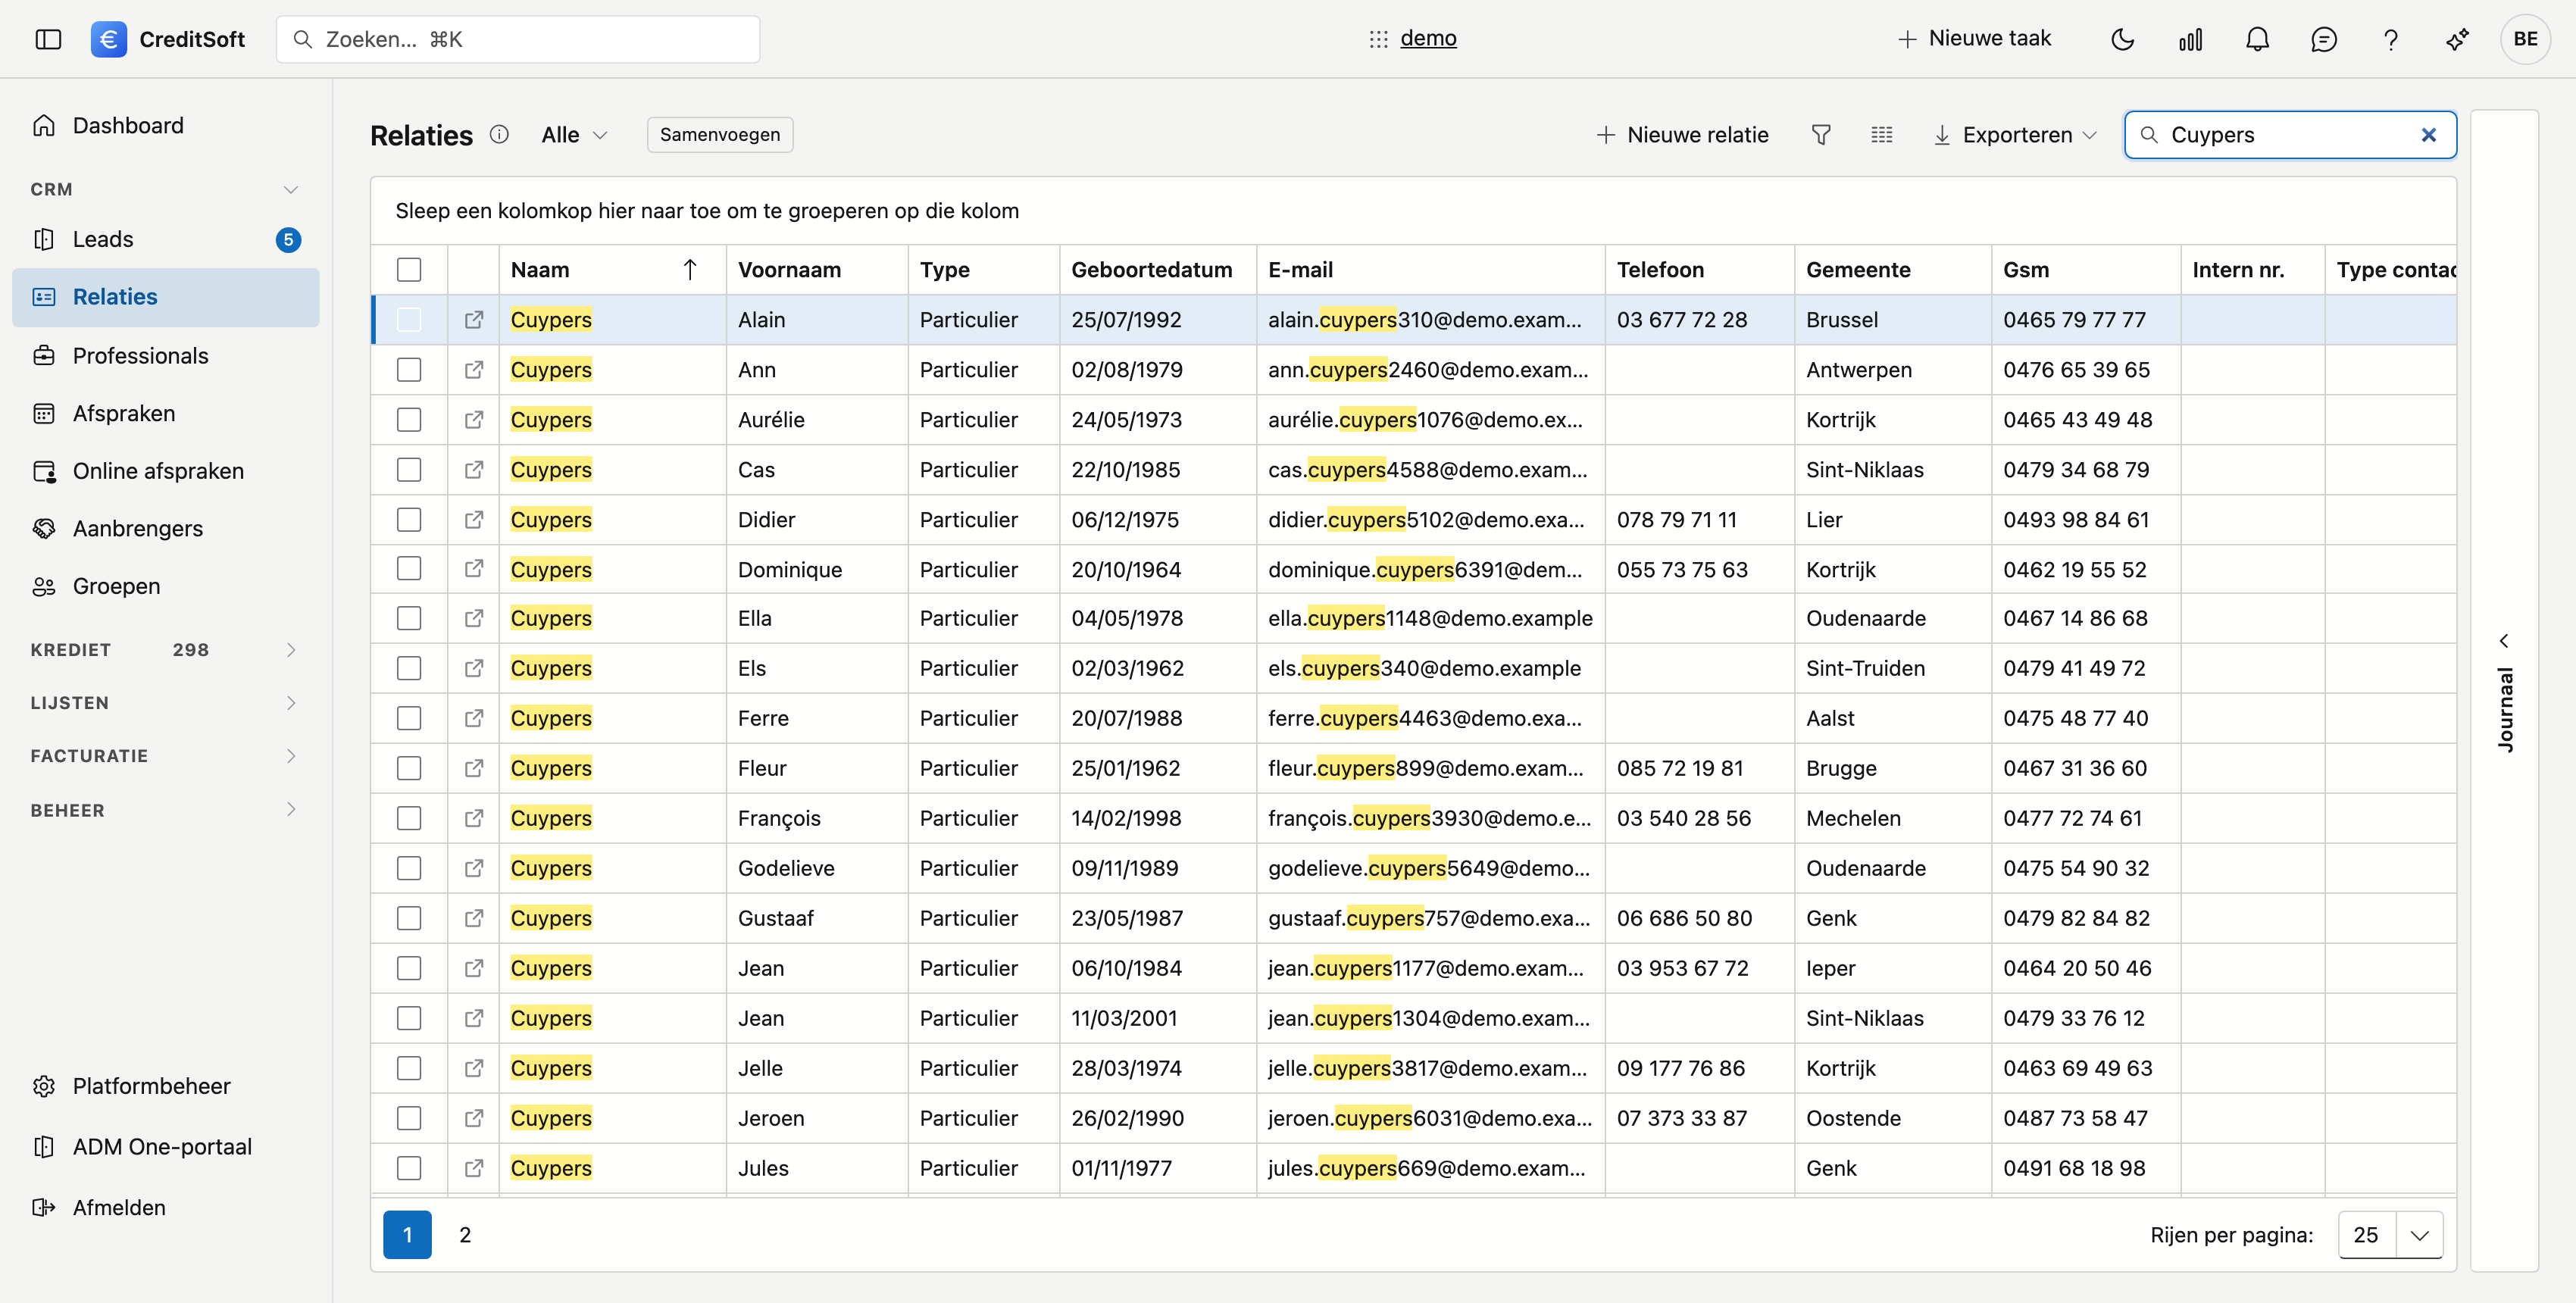 CreditSoft
Zoeken... ⌘K
demo
Nieuwe taak
BE
Dashboard
CRM
Leads 5
Relaties
Professionals
Afspraken
Online afspraken
Aanbrengers
Groepen
KREDIET 298
LIJSTEN
FACTURATIE
BEHEER
Platformbeheer
ADM One-portaal
Afmelden
Relaties Alle Samenvoegen Nieuwe relatie Exporteren Cuypers
Sleep een kolomkop hier naar toe om te groeperen op die kolom
Naam Voornaam Type Geboortedatum E-mail Telefoon Gemeente Gsm Intern nr. Type contac
Cuypers Alain Particulier 25/07/1992 alain.cuypers310@demo.exam... 03 677 72 28 Brussel 0465 79 77 77
Cuypers Ann Particulier 02/08/1979 ann.cuypers2460@demo.exam... Antwerpen 0476 65 39 65
Cuypers Aurélie Particulier 24/05/1973 aurélie.cuypers1076@demo.ex... Kortrijk 0465 43 49 48
Cuypers Cas Particulier 22/10/1985 cas.cuypers4588@demo.exam... Sint-Niklaas 0479 34 68 79
Cuypers Didier Particulier 06/12/1975 didier.cuypers5102@demo.exa... 078 79 71 11 Lier 0493 98 84 61
Cuypers Dominique Particulier 20/10/1964 dominique.cuypers6391@dem... 055 73 75 63 Kortrijk 0462 19 55 52
Cuypers Ella Particulier 04/05/1978 ella.cuypers1148@demo.example Oudenaarde 0467 14 86 68
Cuypers Els Particulier 02/03/1962 els.cuypers340@demo.example Sint-Truiden 0479 41 49 72
Cuypers Ferre Particulier 20/07/1988 ferre.cuypers4463@demo.exa... Aalst 0475 48 77 40
Cuypers Fleur Particulier 25/01/1962 fleur.cuypers899@demo.exam... 085 72 19 81 Brugge 0467 31 36 60
Cuypers François Particulier 14/02/1998 françois.cuypers3930@demo.e... 03 540 28 56 Mechelen 0477 72 74 61
Cuypers Godelieve Particulier 09/11/1989 godelieve.cuypers5649@demo... Oudenaarde 0475 54 90 32
Cuypers Gustaaf Particulier 23/05/1987 gustaaf.cuypers757@demo.exa... 06 686 50 80 Genk 0479 82 84 82
Cuypers Jean Particulier 06/10/1984 jean.cuypers1177@demo.exam... 03 953 67 72 Ieper 0464 20 50 46
Cuypers Jean Particulier 11/03/2001 jean.cuypers1304@demo.exam... Sint-Niklaas 0479 33 76 12
Cuypers Jelle Particulier 28/03/1974 jelle.cuypers3817@demo.exam... 09 177 76 86 Kortrijk 0463 69 49 63
Cuypers Jeroen Particulier 26/02/1990 jeroen.cuypers6031@demo.exa... 07 373 33 87 Oostende 0487 73 58 47
Cuypers Jules Particulier 01/11/1977 jules.cuypers669@demo.exam... Genk 0491 68 18 98
1 2 Rijen per pagina: 25
Journaal